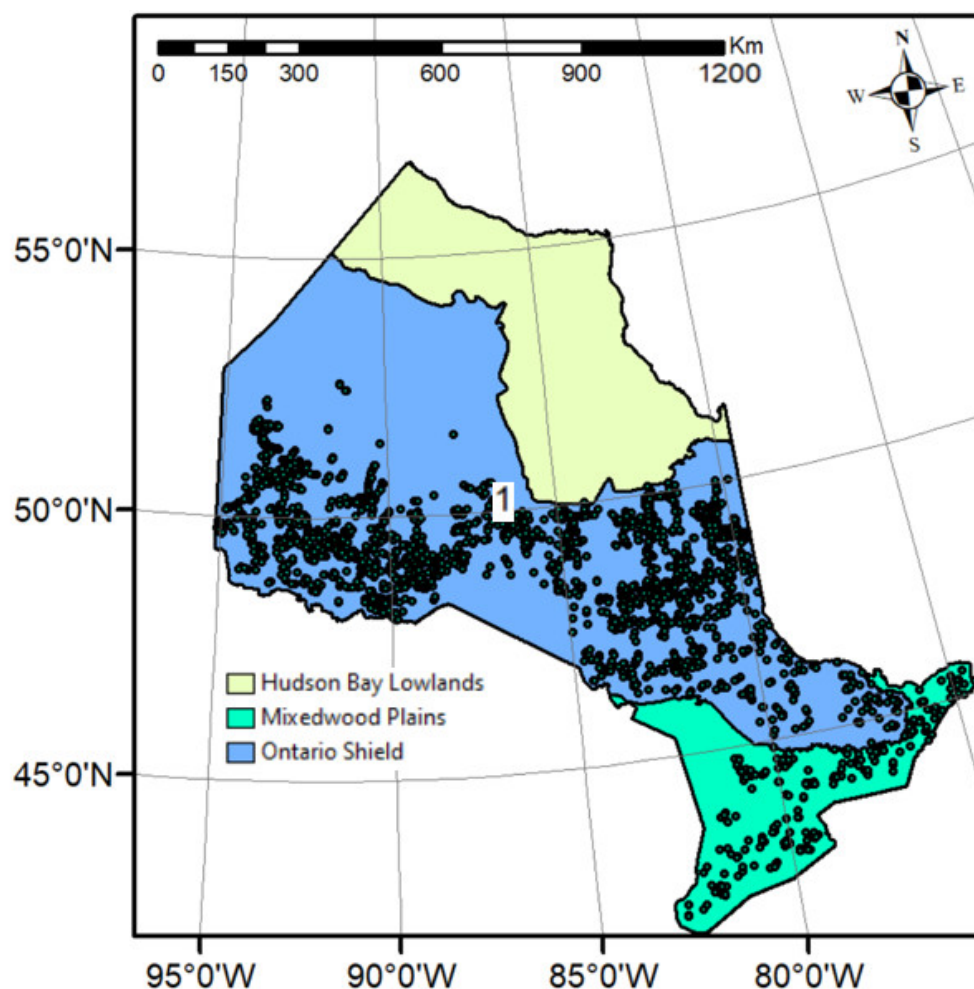 Km
0 150 300 600 900 1200
N
W E
S
55°0'N
50°0'N
45°0'N
1
Hudson Bay Lowlands
Mixedwood Plains
Ontario Shield
95°0'W 90°0'W 85°0'W 80°0'W